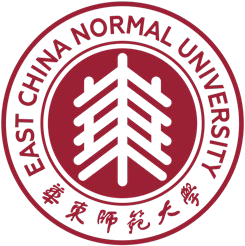 EAST CHINA NORMAL UNIVERSITY
華東師範大學